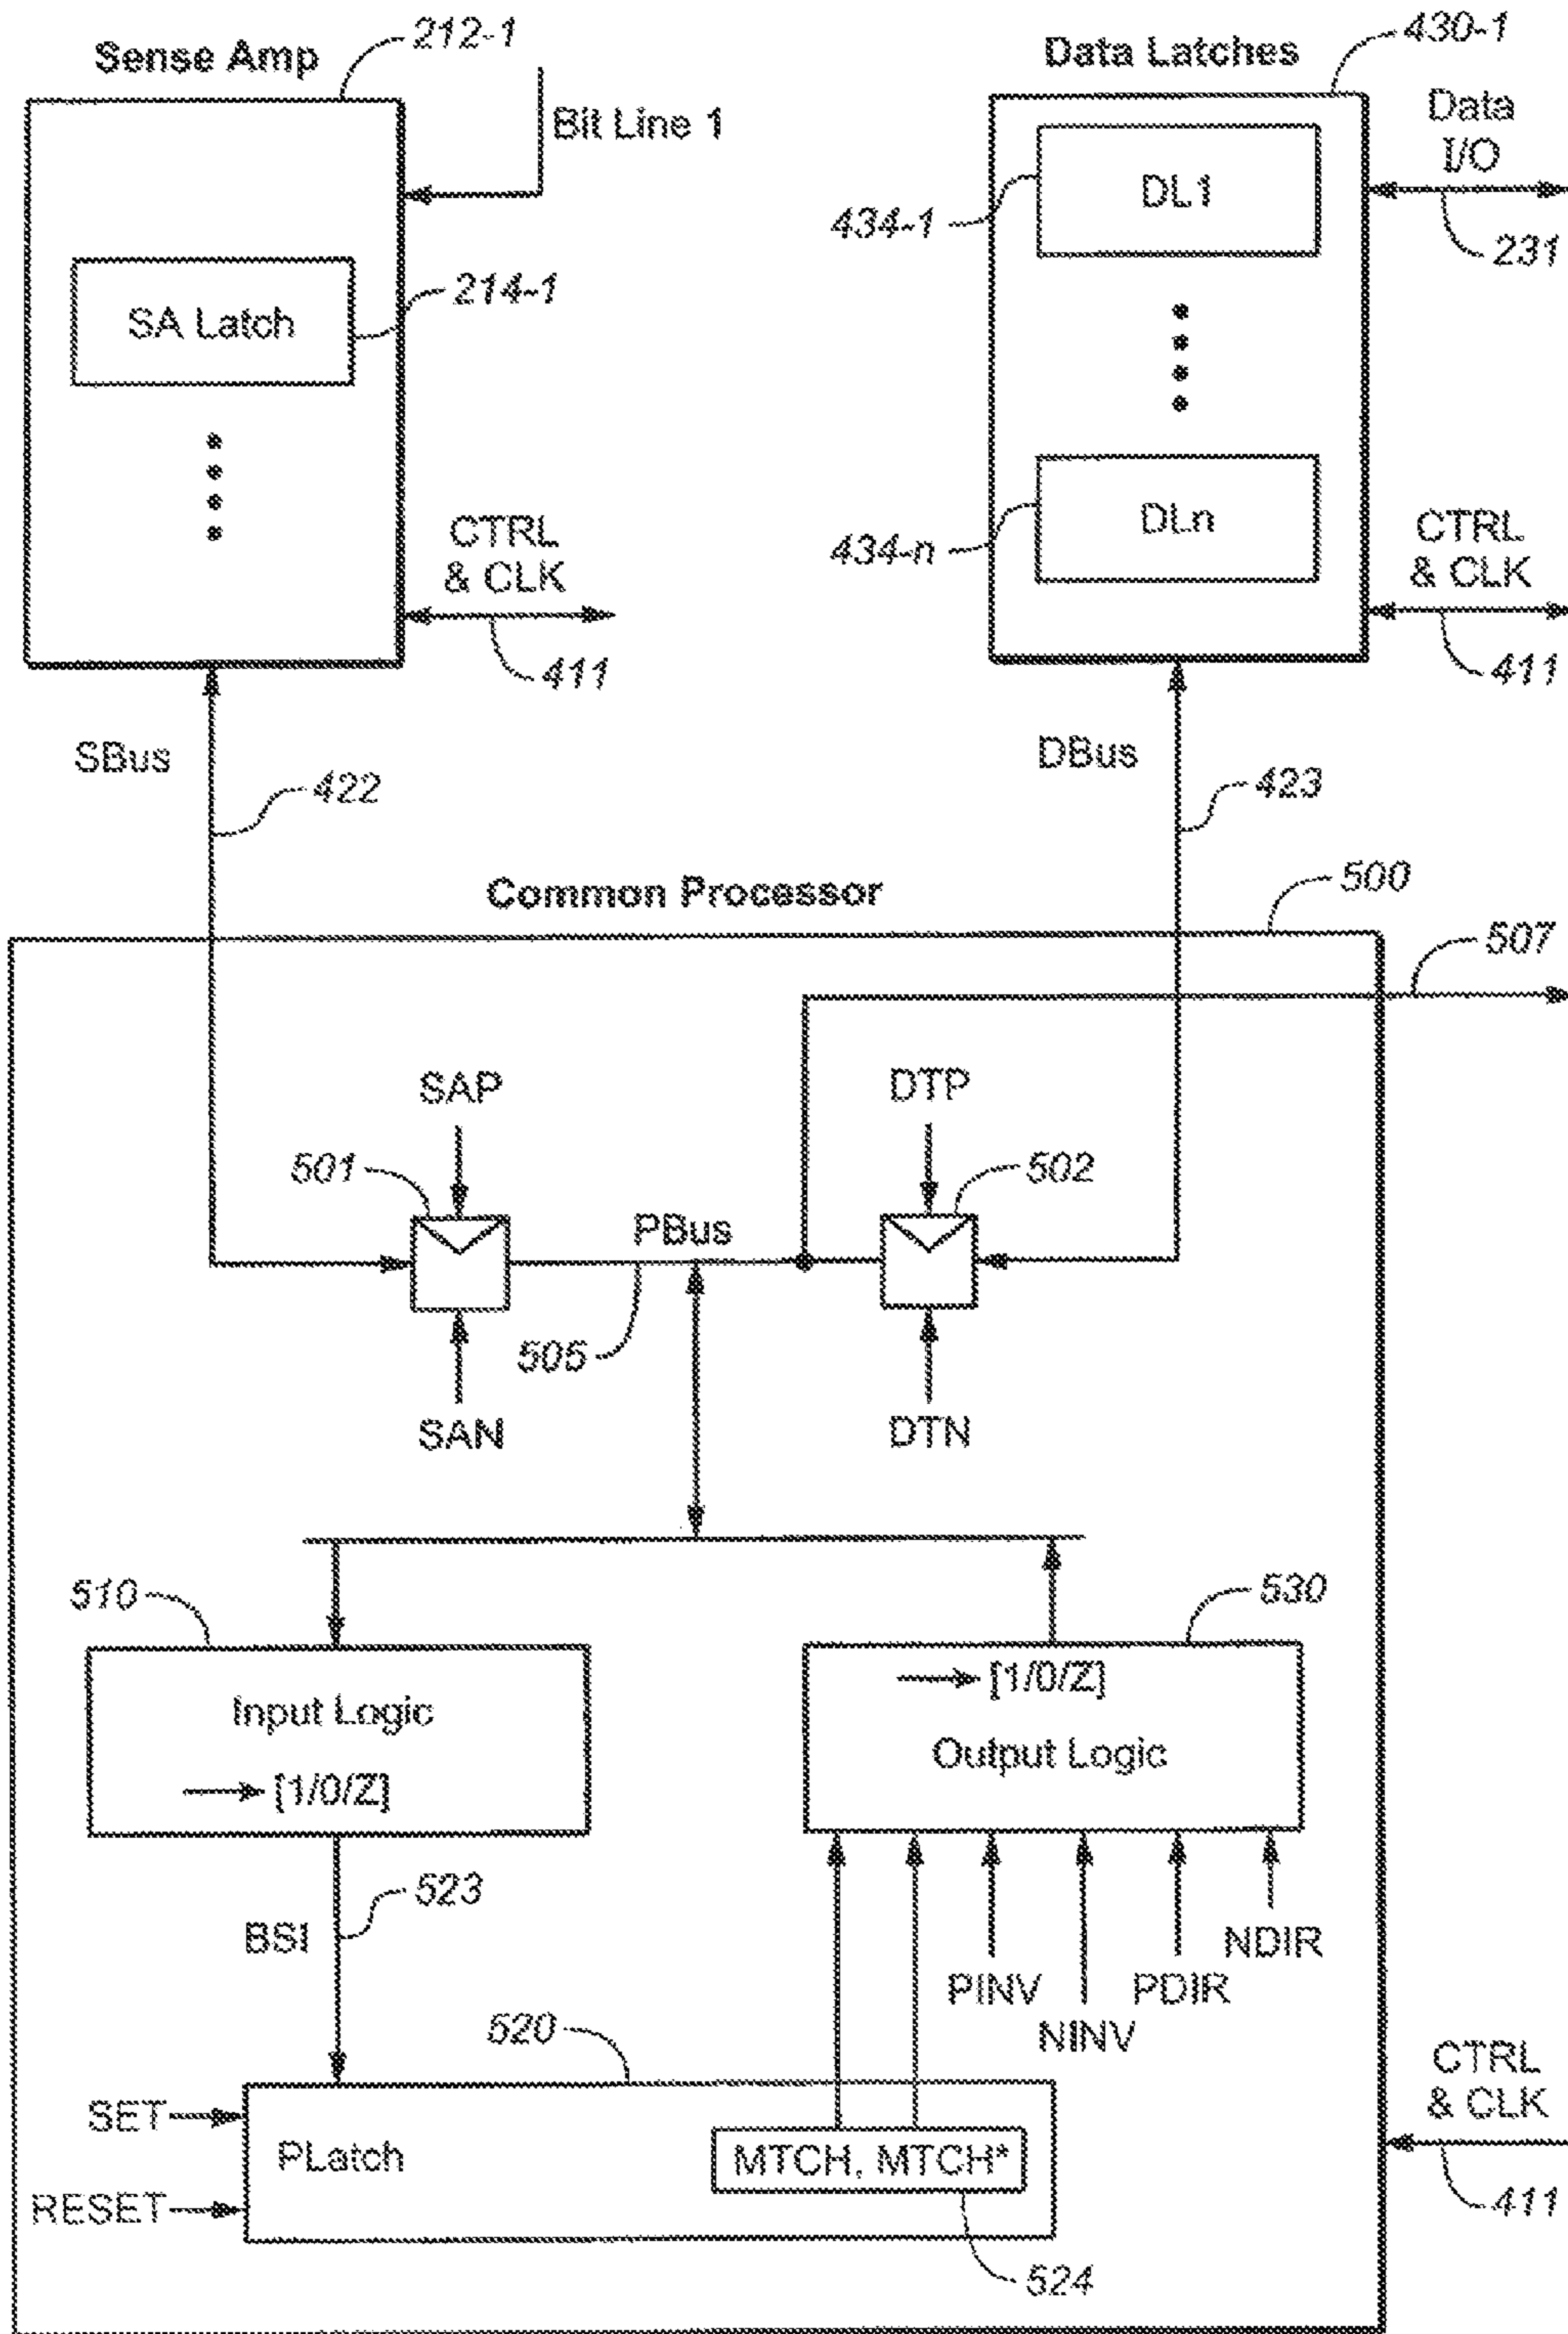 Sense Amp
212-1
Bit Line 1
SA Latch
214-1
CTRL
& CLK
411
Data Latches
430-1
Data
I/O
231
DL1
434-1
DLn
434-n
CTRL
& CLK
411
SBus
422
DBus
423
Common Processor
500
507
SAP
501
SAN
PBus
505
DTP
502
DTN
510
Input Logic
[1/0/Z]
530
[1/0/Z]
Output Logic
BSI
523
PINV
NINV
PDIR
NDIR
520
SET
RESET
PLatch
MTCH, MTCH*
524
CTRL
& CLK
411